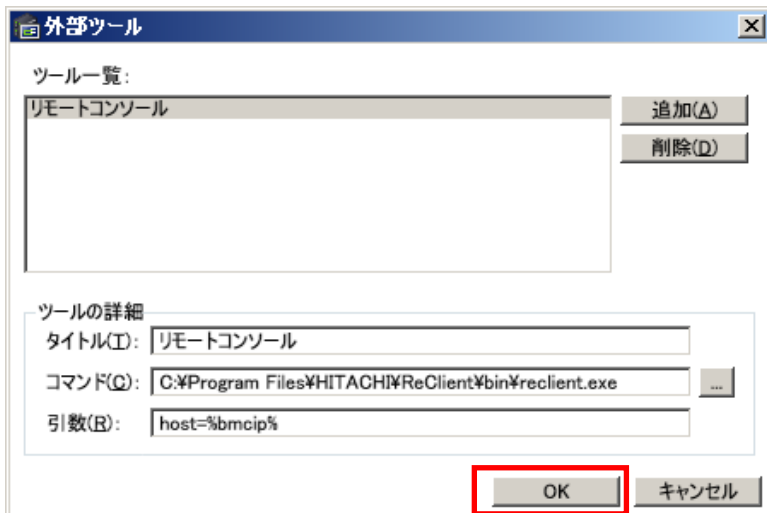 外部ツール
ツール一覧:
リモートコンソール
追加(A)
削除(D)
ツールの詳細
タイトル(T): リモートコンソール
コマンド(C): C:¥Program Files¥HITACHI¥ReClient¥bin¥reclient.exe ...
引数(R): host=%bmcip%
OK キャンセル